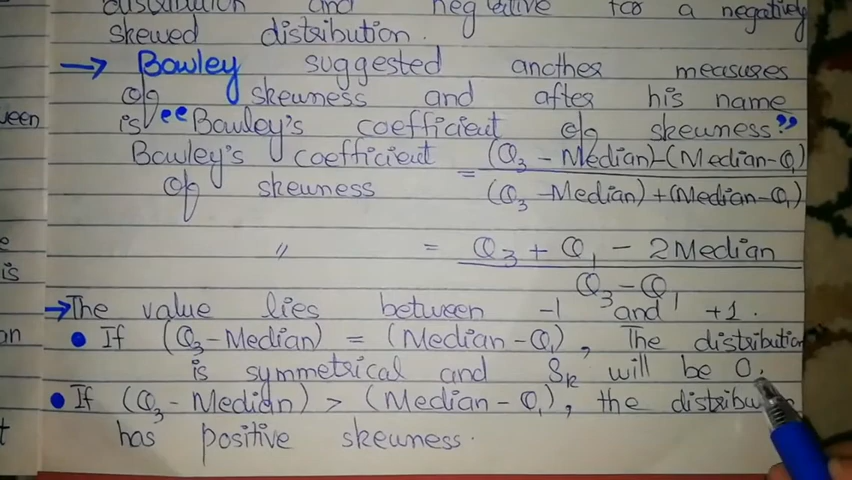 distribution and negative for a negatively
skewed distribution.
→ Bowley suggested another measures
of skewness and after his name
is "Bowley's coefficient of skewness"
Bowley's coefficient of skewness = (Q3 - Median) - (Median - Q1) / (Q3 - Median) + (Median - Q1)
" = Q3 + Q1 - 2 Median / Q3 - Q1
→ The value lies between -1 and +1.
• If (Q3 - Median) = (Median - Q1), The distribution
is symmetrical and Sk will be 0.
• If (Q3 - Median) > (Median - Q1), the distribu
has positive skewness.